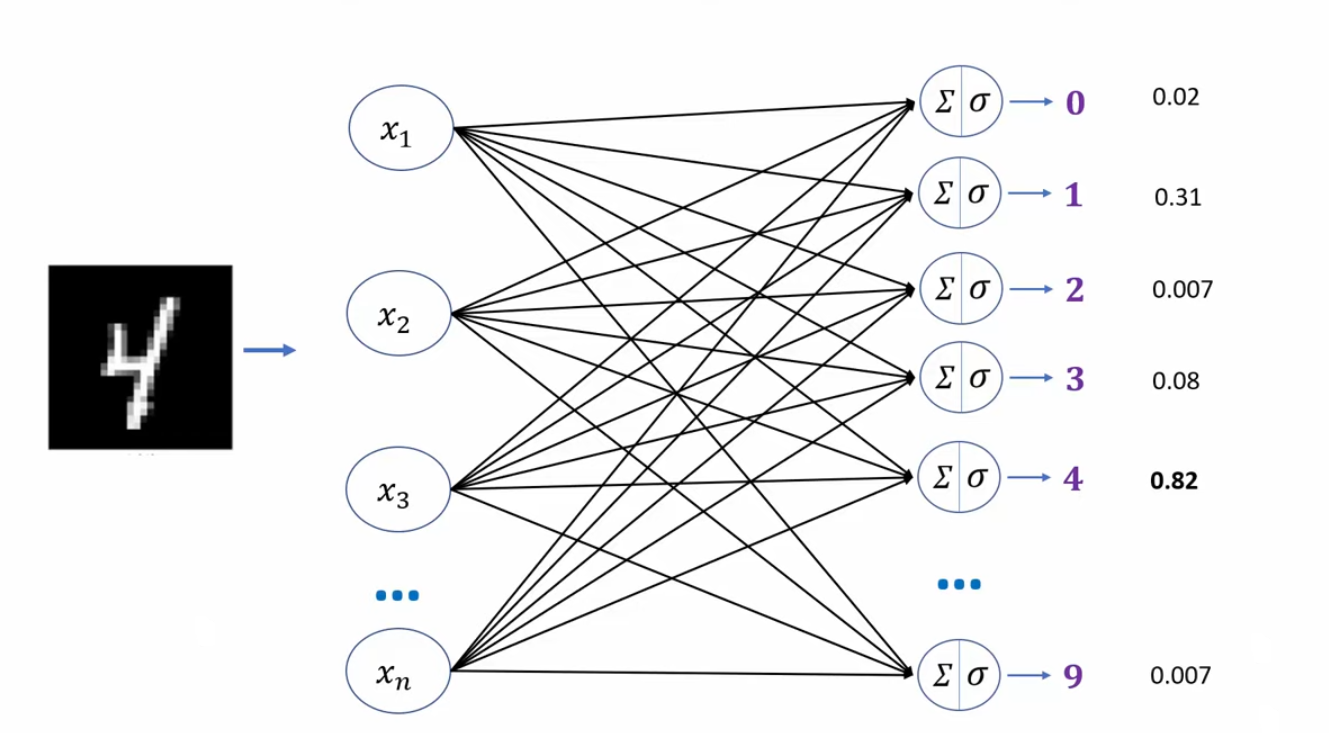 x₁
x₂
x₃
...
xₙ
Σ σ 0 0.02
Σ σ 1 0.31
Σ σ 2 0.007
Σ σ 3 0.08
Σ σ 4 0.82
...
Σ σ 9 0.007